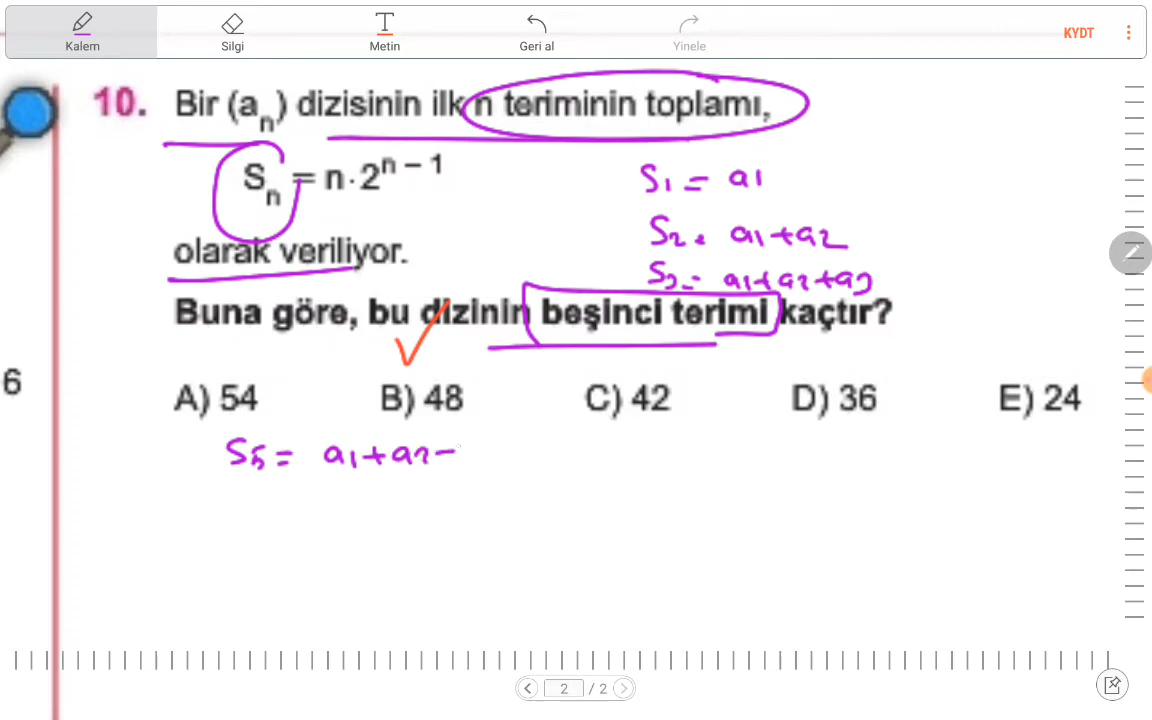 Kalem Silgi Metin Geri al Yinele KYDT
10. Bir (aₙ) dizisinin ilk n teriminin toplamı,
Sₙ = n · 2ⁿ⁻¹
S₁ = a₁
S₂ = a₁+a₂
olarak veriliyor.
S₃ = a₁+a₂+a₃
Buna göre, bu dizinin beşinci terimi kaçtır?
6
A) 54 B) 48 C) 42 D) 36 E) 24
S₅ = a₁+a₂-
2 / 2